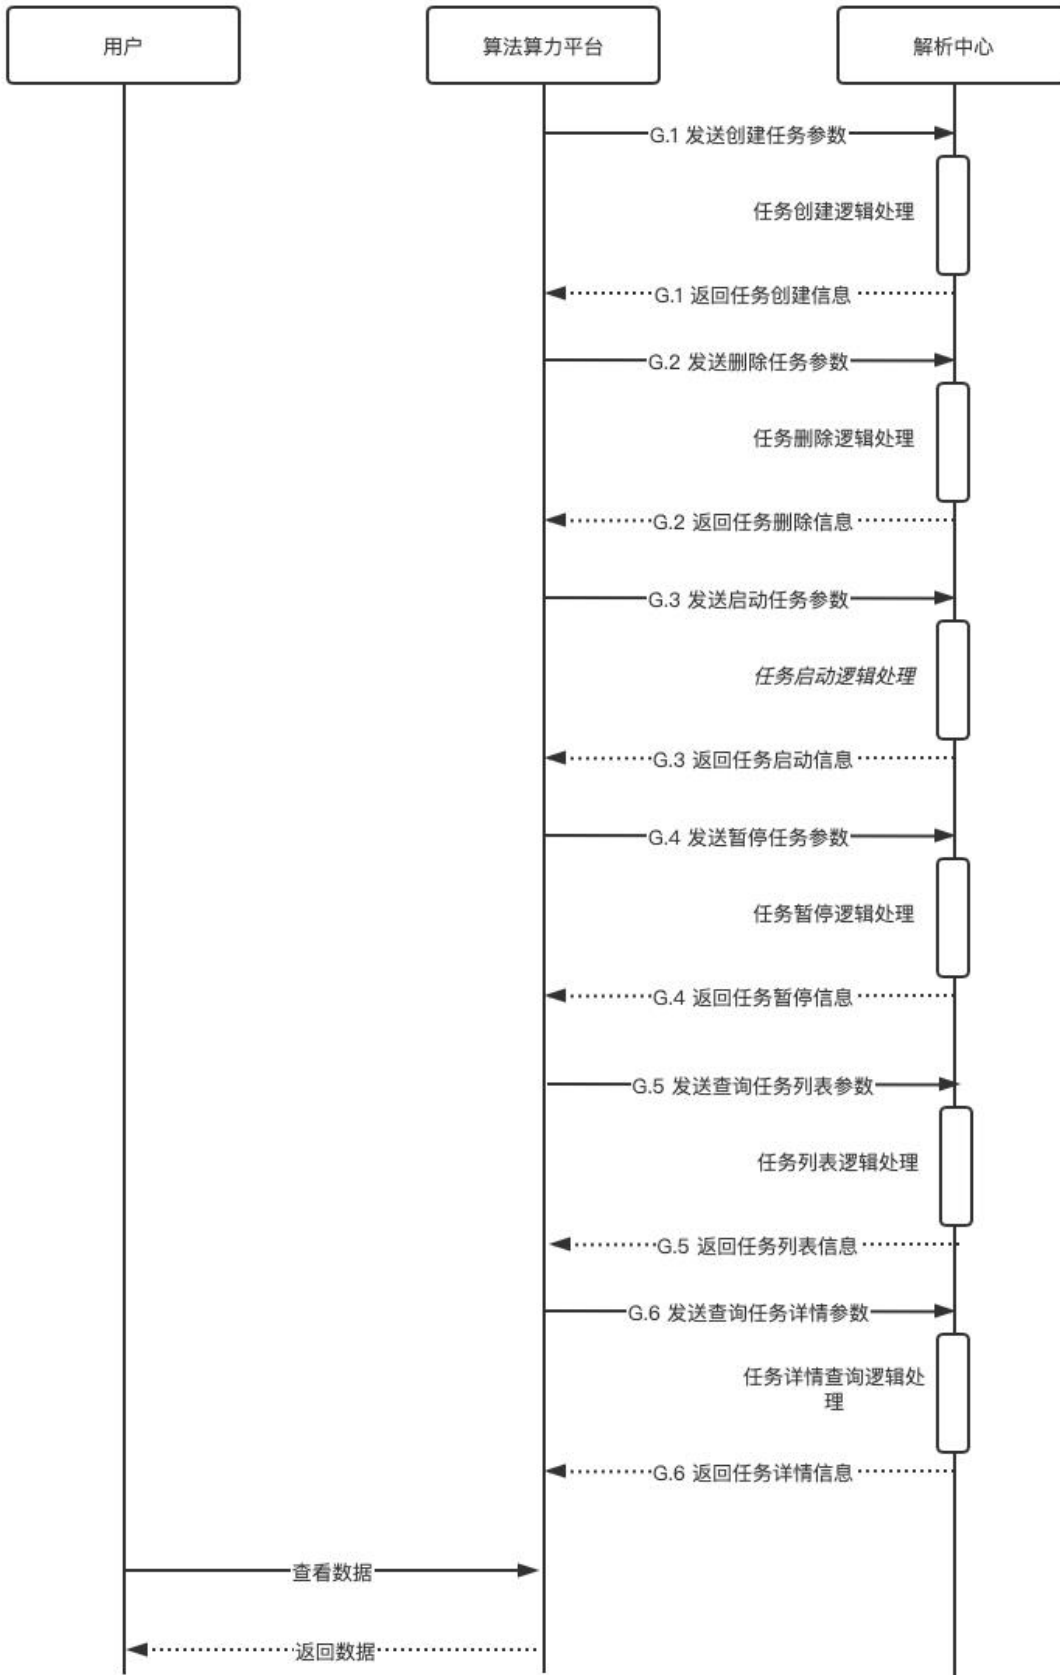 用户
算法算力平台
解析中心
G.1 发送创建任务参数
任务创建逻辑处理
G.1 返回任务创建信息
G.2 发送删除任务参数
任务删除逻辑处理
G.2 返回任务删除信息
G.3 发送启动任务参数
任务启动逻辑处理
G.3 返回任务启动信息
G.4 发送暂停任务参数
任务暂停逻辑处理
G.4 返回任务暂停信息
G.5 发送查询任务列表参数
任务列表逻辑处理
G.5 返回任务列表信息
G.6 发送查询任务详情参数
任务详情查询逻辑处
理
G.6 返回任务详情信息
查看数据
返回数据